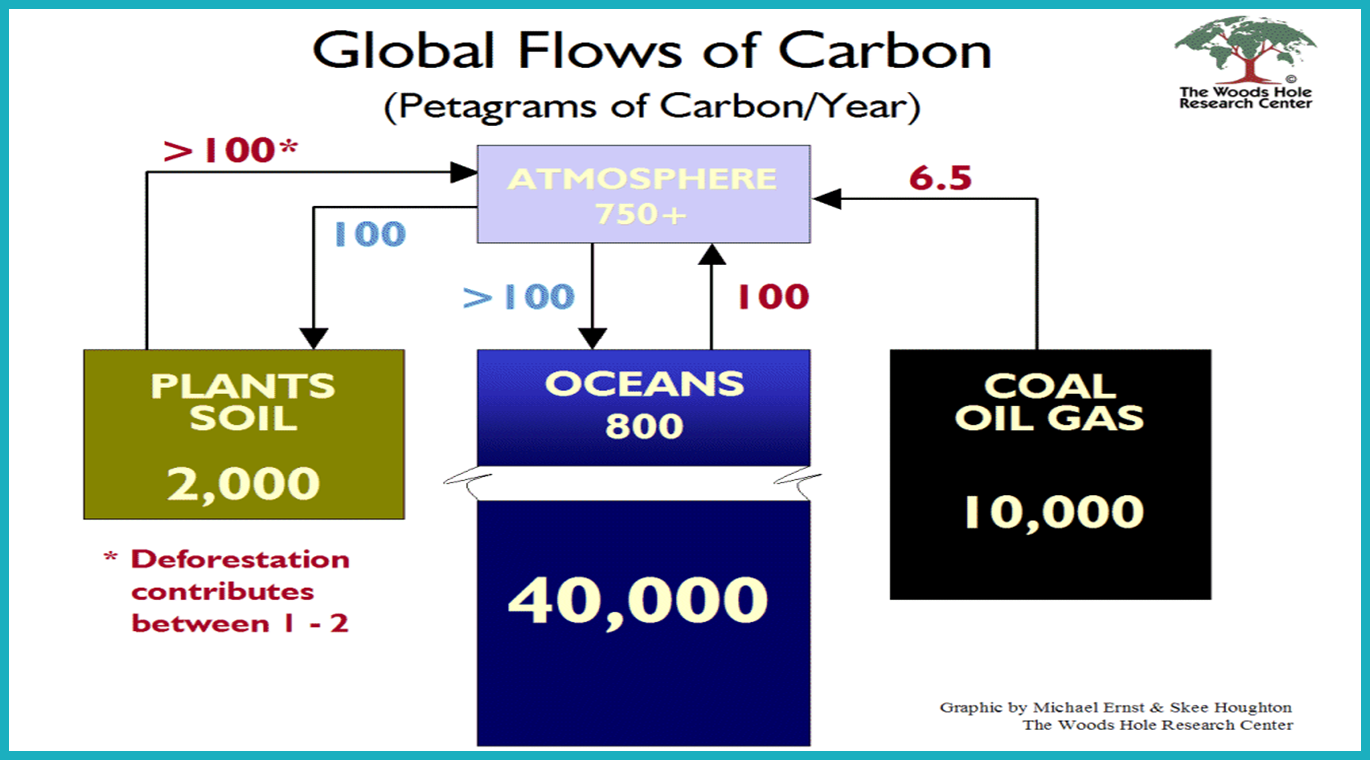 Global Flows of Carbon
(Petagrams of Carbon/Year)
©
The Woods Hole
Research Center
>100*
ATMOSPHERE
750+
6.5
100
>100
100
PLANTS
SOIL
2,000
OCEANS
800
COAL
OIL GAS
10,000
* Deforestation
contributes
between 1 - 2
40,000
Graphic by Michael Ernst & Skee Houghton
The Woods Hole Research Center